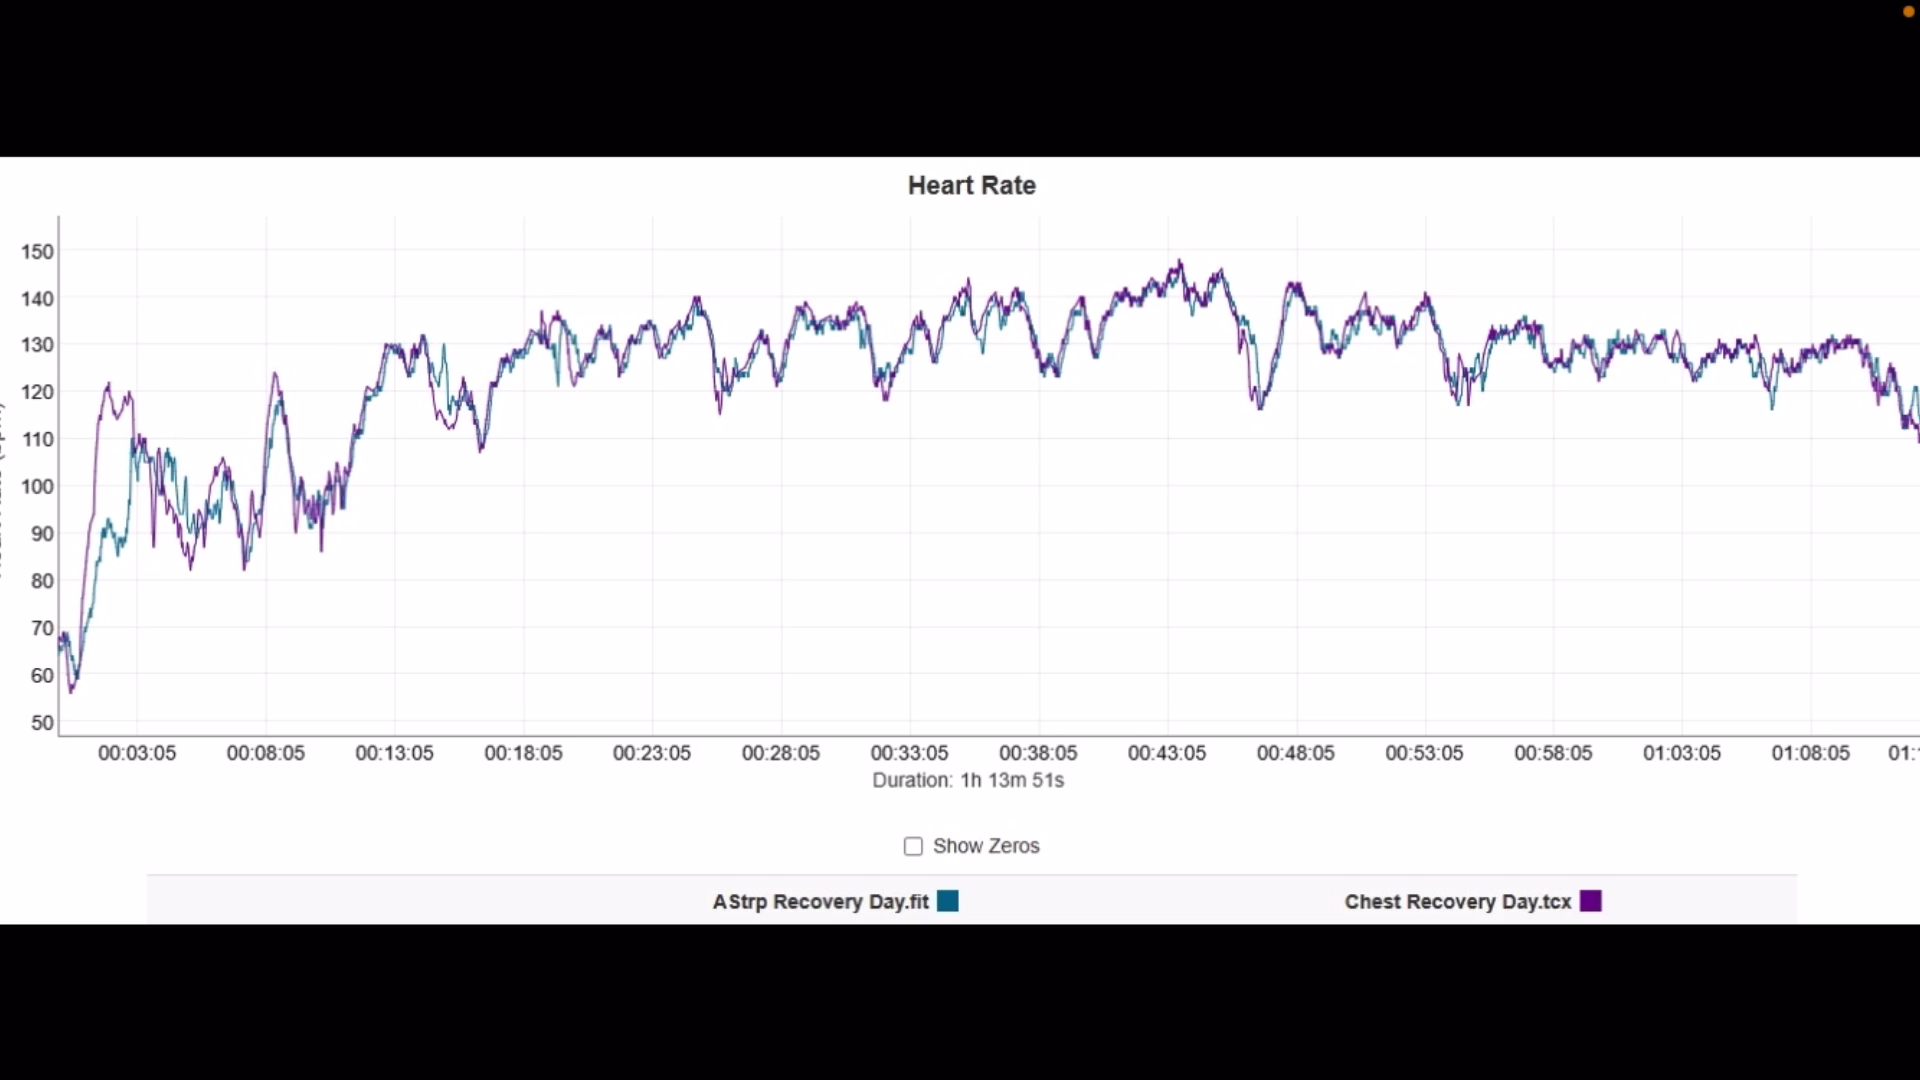 Heart Rate
150
140
130
120
110
100
90
80
70
60
50
00:03:05 00:08:05 00:13:05 00:18:05 00:23:05 00:28:05 00:33:05 00:38:05 00:43:05 00:48:05 00:53:05 00:58:05 01:03:05 01:08:05 01:
Duration: 1h 13m 51s
Show Zeros
AStrp Recovery Day.fit Chest Recovery Day.tcx